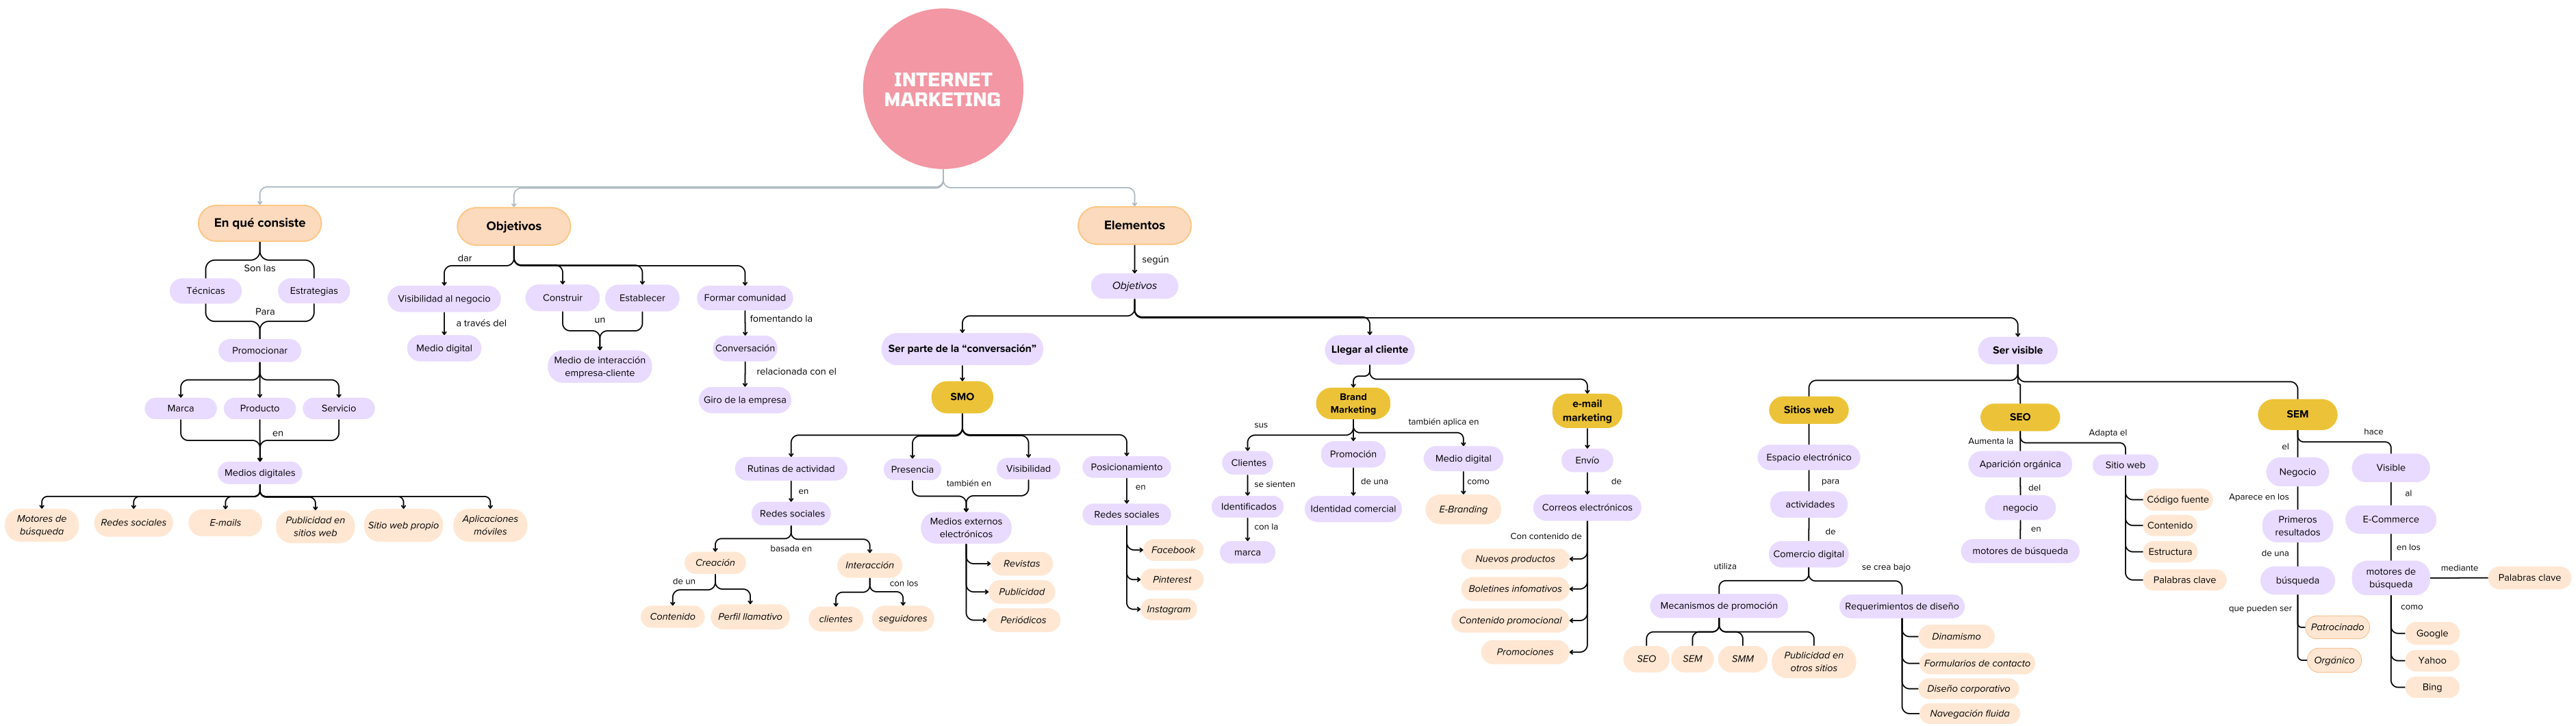 INTERNET
MARKETING
En qué consiste
Son las
Técnicas
Estrategias
Para
Promocionar
Marca
Producto
Servicio
en
Medios digitales
Motores de
búsqueda
Redes sociales
E-mails
Publicidad en
sitios web
Sitio web propio
Aplicaciones
móviles
Objetivos
dar
Visibilidad al negocio
a través del
Medio digital
Construir
Establecer
un
Medio de interacción
empresa-cliente
Formar comunidad
fomentando la
Conversación
relacionada con el
Giro de la empresa
Elementos
según
Objetivos
Ser parte de la “conversación”
SMO
Rutinas de actividad
en
Redes sociales
basada en
Creación
de un
Contenido
Perfil llamativo
Interacción
con los
clientes
seguidores
Presencia
Visibilidad
también en
Medios externos
electrónicos
Revistas
Publicidad
Periódicos
Posicionamiento
en
Redes sociales
Facebook
Pinterest
Instagram
Llegar al cliente
Brand
Marketing
sus
Clientes
se sienten
Identificados
con la
marca
Promoción
de una
Identidad comercial
también aplica en
Medio digital
como
E-Branding
e-mail
marketing
Envío
de
Correos electrónicos
Con contenido de
Nuevos productos
Boletines infomativos
Contenido promocional
Promociones
Ser visible
Sitios web
Espacio electrónico
para
actividades
de
Comercio digital
utiliza
Mecanismos de promoción
SEO
SEM
SMM
Publicidad en
otros sitios
se crea bajo
Requerimientos de diseño
Dinamismo
Formularios de contacto
Diseño corporativo
Navegación fluida
SEO
Aumenta la
Aparición orgánica
del
negocio
en
motores de búsqueda
Adapta el
Sitio web
Código fuente
Contenido
Estructura
Palabras clave
SEM
el
Negocio
Aparece en los
Primeros
resultados
de una
búsqueda
que pueden ser
Patrocinado
Orgánico
hace
Visible
al
E-Commerce
en los
motores de
búsqueda
mediante
Palabras clave
como
Google
Yahoo
Bing